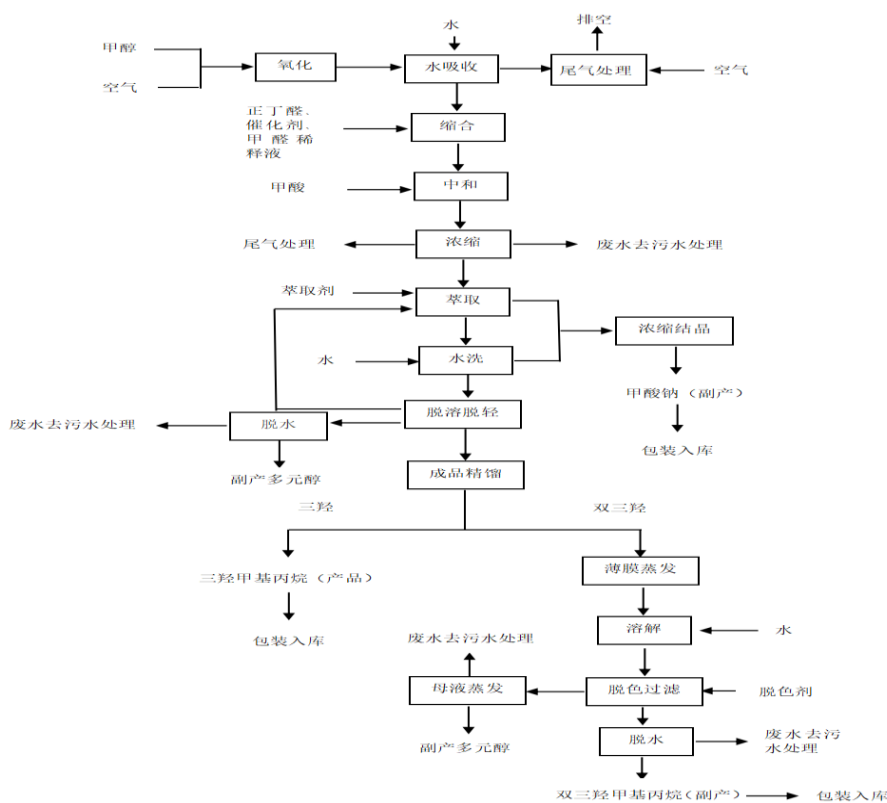 水
排空
甲醇
空气
氧化
水吸收
尾气处理
空气
正丁醛、
催化剂、
甲醛稀
释液
缩合
甲酸
中和
尾气处理
浓缩
废水去污水处理
萃取剂
萃取
浓缩结晶
水
水洗
甲酸钠（副产）
废水去污水处理
脱水
脱溶脱轻
包装入库
副产多元醇
成品精馏
三羟
双三羟
三羟甲基丙烷（产品）
薄膜蒸发
包装入库
废水去污水处理
溶解
水
母液蒸发
脱色过滤
脱色剂
副产多元醇
脱水
废水去污
水处理
双三羟甲基丙烷（副产）
包装入库